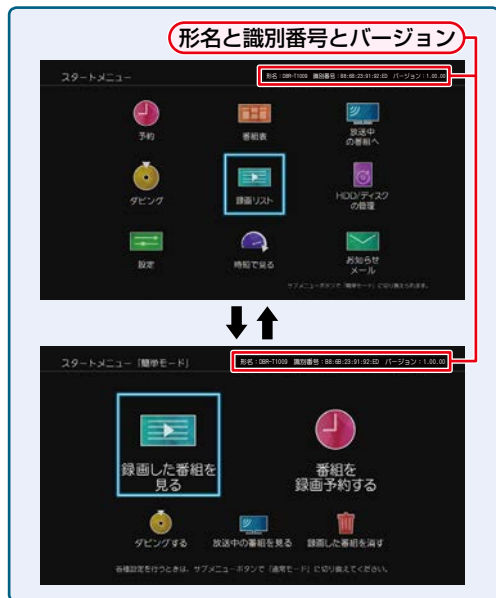 形名と識別番号とバージョン
スタートメニュー
形名：DBR-T1009 識別番号：B8:6B:23:91:92:ED バージョン：1.00.00
予約
番組表
放送中
の番組へ
ダビング
録画リスト
HDD/ディスク
の管理
設定
時短で見る
お知らせ
メール
サブメニューボタンで「簡単モード」に切り換えられます。
スタートメニュー「簡単モード」
形名：DBR-T1009 識別番号：B8:6B:23:91:92:ED バージョン：1.00.00
録画した番組を
見る
番組を
録画予約する
ダビングする
放送中の番組を見る
録画した番組を消す
各種設定を行うときは、サブメニューボタンで「通常モード」に切り換えてください。